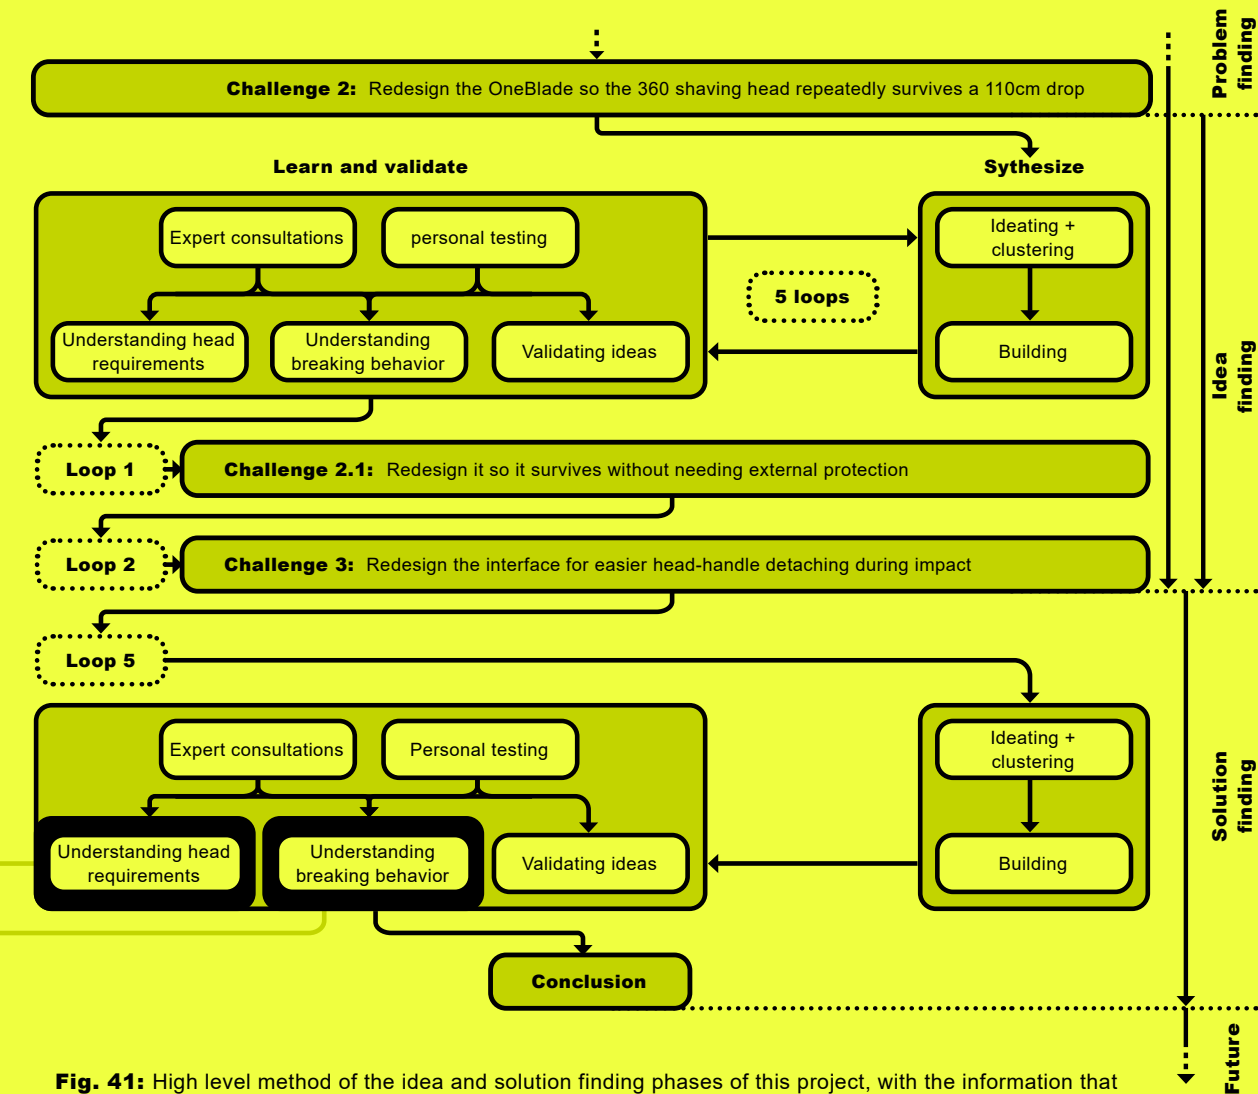 Problem
finding
Challenge 2: Redesign the OneBlade so the 360 shaving head repeatedly survives a 110cm drop
Learn and validate
Sythesize
Expert consultations
personal testing
Ideating +
clustering
5 loops
Understanding head
requirements
Understanding
breaking behavior
Validating ideas
Building
Idea
finding
Loop 1
Challenge 2.1: Redesign it so it survives without needing external protection
Loop 2
Challenge 3: Redesign the interface for easier head-handle detaching during impact
Loop 5
Expert consultations
Personal testing
Ideating +
clustering
Understanding head
requirements
Understanding
breaking behavior
Validating ideas
Building
Solution
finding
Conclusion
Future
Fig. 41: High level method of the idea and solution finding phases of this project, with the information that